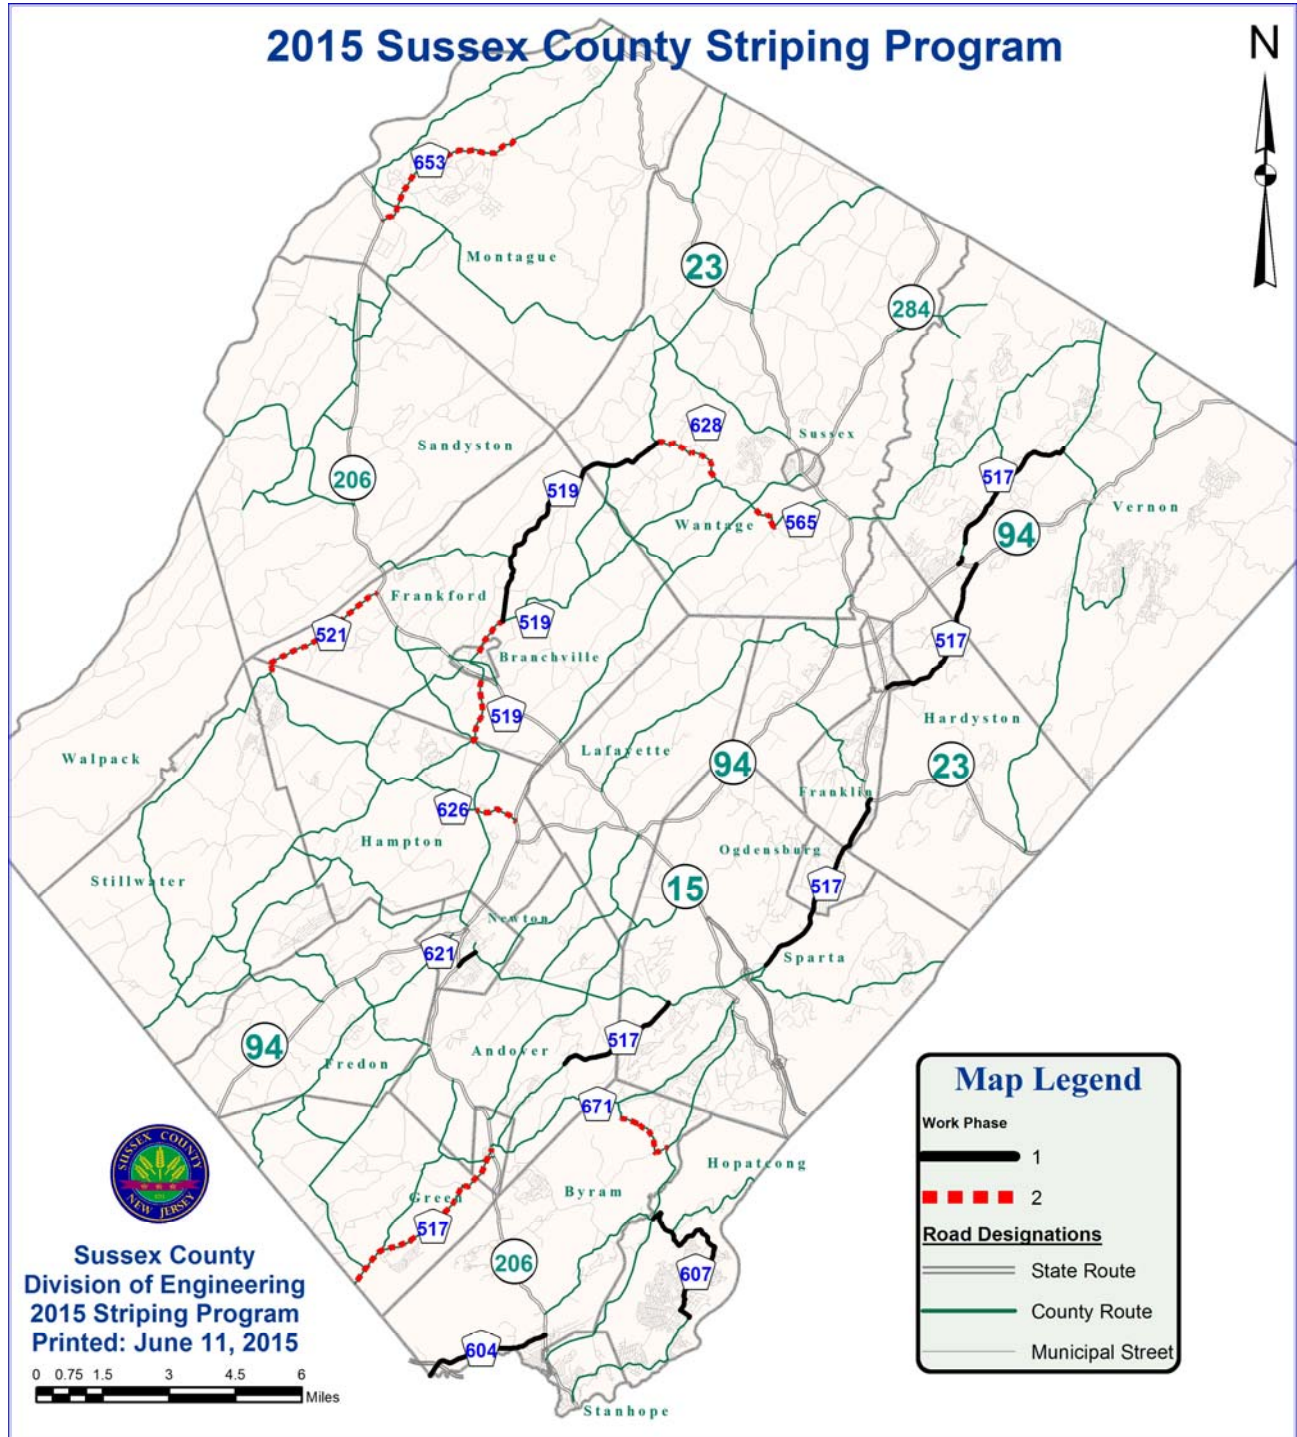 2015 Sussex County Striping Program
N
653
Montague
23
284
628
Sussex
Sandyston
206
519
517
Wantage
565
Vernon
94
Frankford
521
519
Branchville
517
519
Hardyston
Walpack
Lafayette
94
23
Franklin
626
Hampton
Ogdensburg
Stillwater
15
517
Newton
621
Sparta
94
Fredon
Andover
517
671
Hopatcong
Byram
Green
517
206
607
604
Stanhope
Map Legend
Work Phase
1
2
Road Designations
State Route
County Route
Municipal Street
SUSSEX COUNTY
NEW JERSEY
Sussex County
Division of Engineering
2015 Striping Program
Printed: June 11, 2015
0 0.75 1.5 3 4.5 6
Miles